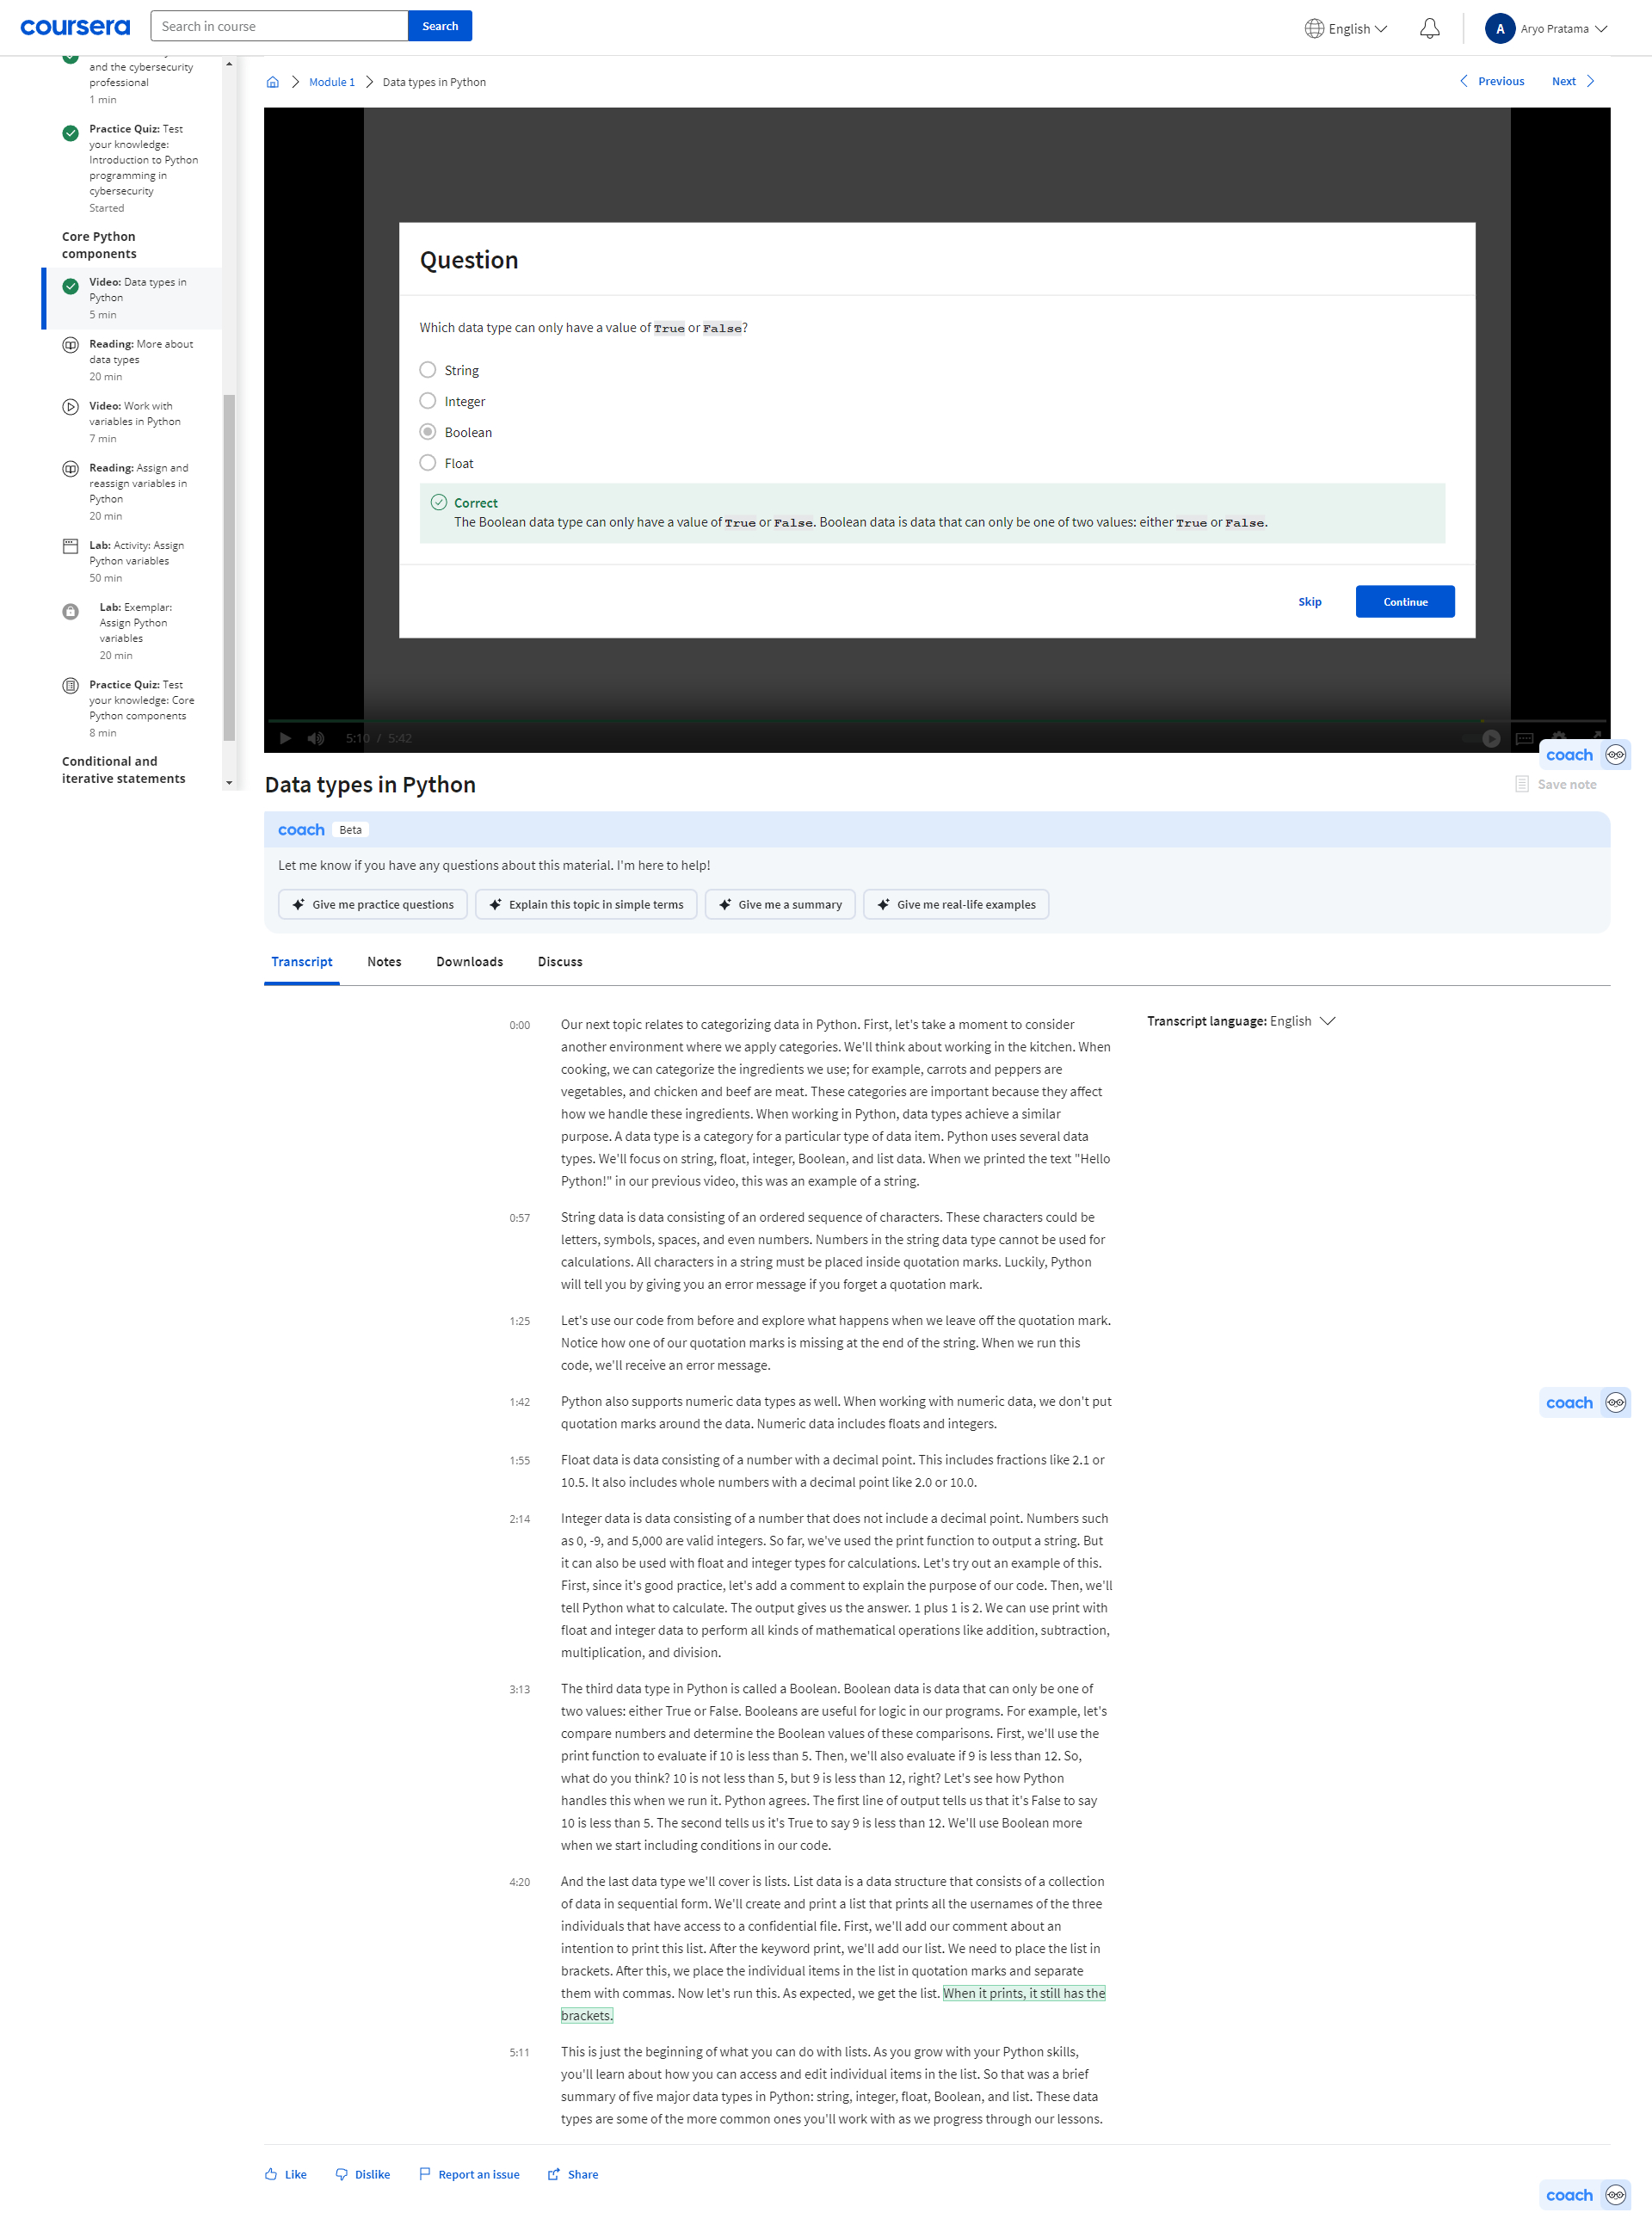 coursera
Search in course
Search
English
A
Aryo Pratama
and the cybersecurity
professional
1 min
Practice Quiz: Test
your knowledge:
Introduction to Python
programming in
cybersecurity
Started
Core Python
components
Video: Data types in
Python
5 min
Reading: More about
data types
20 min
Video: Work with
variables in Python
7 min
Reading: Assign and
reassign variables in
Python
20 min
Lab: Activity: Assign
Python variables
50 min
Lab: Exemplar:
Assign Python
variables
20 min
Practice Quiz: Test
your knowledge: Core
Python components
8 min
Conditional and
iterative statements
Module 1
Data types in Python
Previous
Next
Question
Which data type can only have a value of True or False?
String
Integer
Boolean
Float
Correct
The Boolean data type can only have a value of True or False. Boolean data is data that can only be one of two values: either True or False.
Skip
Continue
5:10 / 5:42
coach
Data types in Python
Save note
coach Beta
Let me know if you have any questions about this material. I'm here to help!
Give me practice questions
Explain this topic in simple terms
Give me a summary
Give me real-life examples
Transcript
Notes
Downloads
Discuss
Transcript language: English
0:00
Our next topic relates to categorizing data in Python. First, let's take a moment to consider
another environment where we apply categories. We'll think about working in the kitchen. When
cooking, we can categorize the ingredients we use; for example, carrots and peppers are
vegetables, and chicken and beef are meat. These categories are important because they affect
how we handle these ingredients. When working in Python, data types achieve a similar
purpose. A data type is a category for a particular type of data item. Python uses several data
types. We'll focus on string, float, integer, Boolean, and list data. When we printed the text "Hello
Python!" in our previous video, this was an example of a string.
0:57
String data is data consisting of an ordered sequence of characters. These characters could be
letters, symbols, spaces, and even numbers. Numbers in the string data type cannot be used for
calculations. All characters in a string must be placed inside quotation marks. Luckily, Python
will tell you by giving you an error message if you forget a quotation mark.
1:25
Let's use our code from before and explore what happens when we leave off the quotation mark.
Notice how one of our quotation marks is missing at the end of the string. When we run this
code, we'll receive an error message.
1:42
Python also supports numeric data types as well. When working with numeric data, we don't put
quotation marks around the data. Numeric data includes floats and integers.
coach
1:55
Float data is data consisting of a number with a decimal point. This includes fractions like 2.1 or
10.5. It also includes whole numbers with a decimal point like 2.0 or 10.0.
2:14
Integer data is data consisting of a number that does not include a decimal point. Numbers such
as 0, -9, and 5,000 are valid integers. So far, we've used the print function to output a string. But
it can also be used with float and integer types for calculations. Let's try out an example of this.
First, since it's good practice, let's add a comment to explain the purpose of our code. Then, we'll
tell Python what to calculate. The output gives us the answer. 1 plus 1 is 2. We can use print with
float and integer data to perform all kinds of mathematical operations like addition, subtraction,
multiplication, and division.
3:13
The third data type in Python is called a Boolean. Boolean data is data that can only be one of
two values: either True or False. Booleans are useful for logic in our programs. For example, let's
compare numbers and determine the Boolean values of these comparisons. First, we'll use the
print function to evaluate if 10 is less than 5. Then, we'll also evaluate if 9 is less than 12. So,
what do you think? 10 is not less than 5, but 9 is less than 12, right? Let's see how Python
handles this when we run it. Python agrees. The first line of output tells us that it's False to say
10 is less than 5. The second tells us it's True to say 9 is less than 12. We'll use Boolean more
when we start including conditions in our code.
4:20
And the last data type we'll cover is lists. List data is a data structure that consists of a collection
of data in sequential form. We'll create and print a list that prints all the usernames of the three
individuals that have access to a confidential file. First, we'll add our comment about an
intention to print this list. After the keyword print, we'll add our list. We need to place the list in
brackets. After this, we place the individual items in the list in quotation marks and separate
them with commas. Now let's run this. As expected, we get the list. When it prints, it still has the
brackets.
5:11
This is just the beginning of what you can do with lists. As you grow with your Python skills,
you'll learn about how you can access and edit individual items in the list. So that was a brief
summary of five major data types in Python: string, integer, float, Boolean, and list. These data
types are some of the more common ones you'll work with as we progress through our lessons.
Like
Dislike
Report an issue
Share
coach